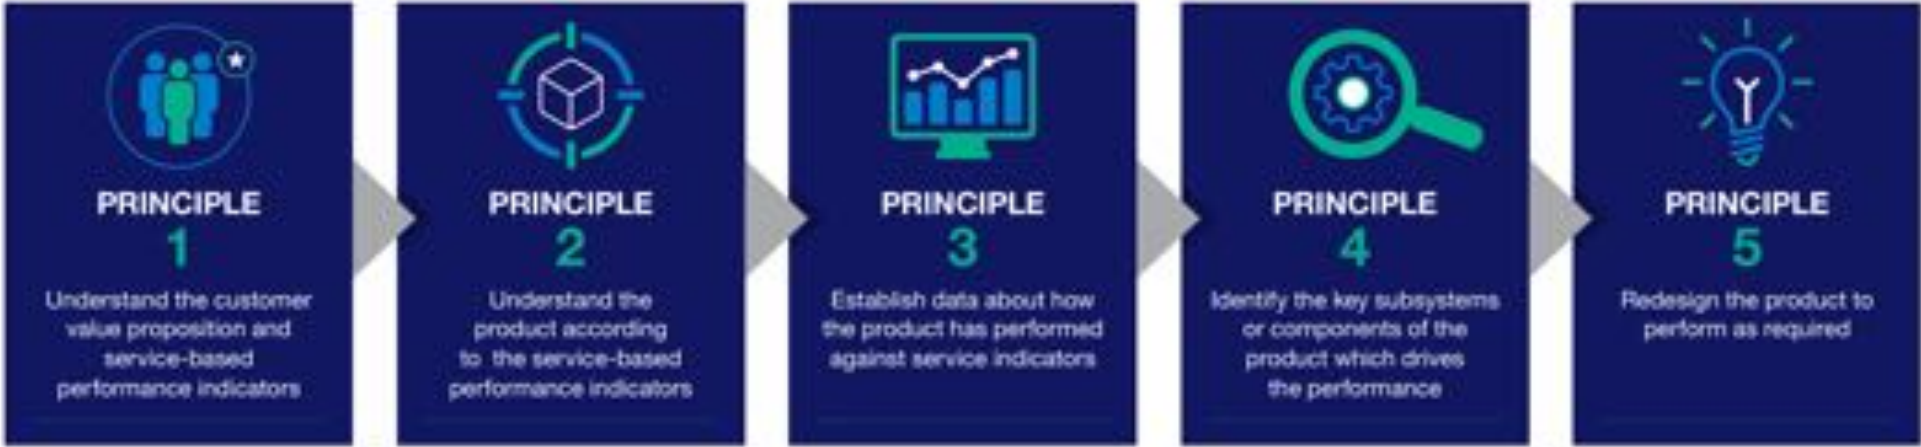 PRINCIPLE
1
Understand the customer
value proposition and
service-based
performance indicators
PRINCIPLE
2
Understand the
product according
to the service-based
performance indicators
PRINCIPLE
3
Establish data about how
the product has performed
against service indicators
PRINCIPLE
4
Identify the key subsystems
or components of the
product which drives
the performance
PRINCIPLE
5
Redesign the product to
perform as required